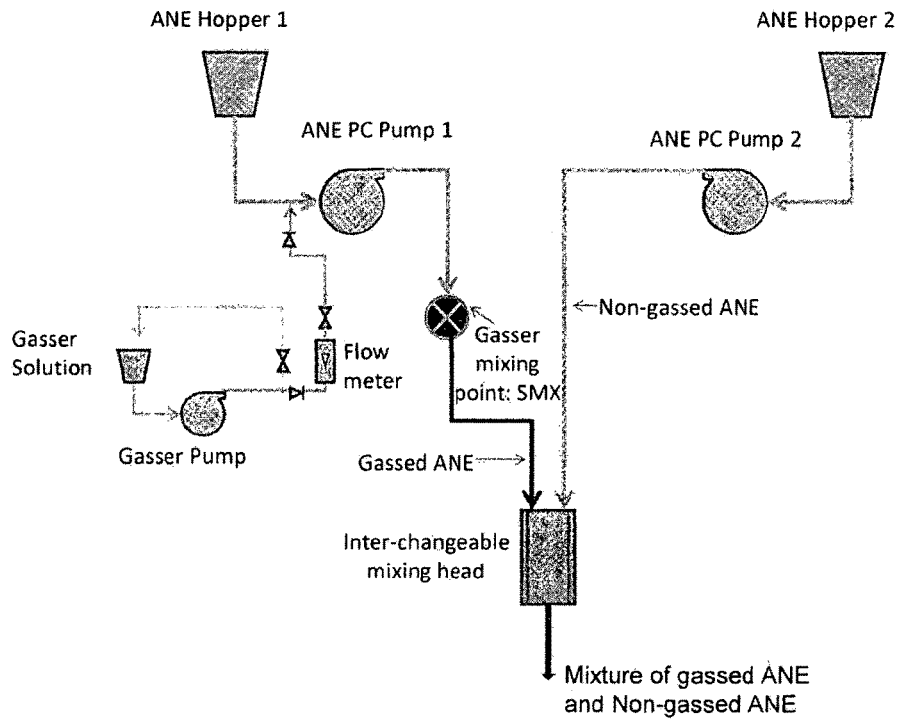 ANE Hopper 1
ANE Hopper 2
ANE PC Pump 1
ANE PC Pump 2
Non-gassed ANE
Gasser
Solution
Flow
meter
Gasser
mixing
point: SMX
Gasser Pump
Gassed ANE
Inter-changeable
mixing head
Mixture of gassed ANE
and Non-gassed ANE